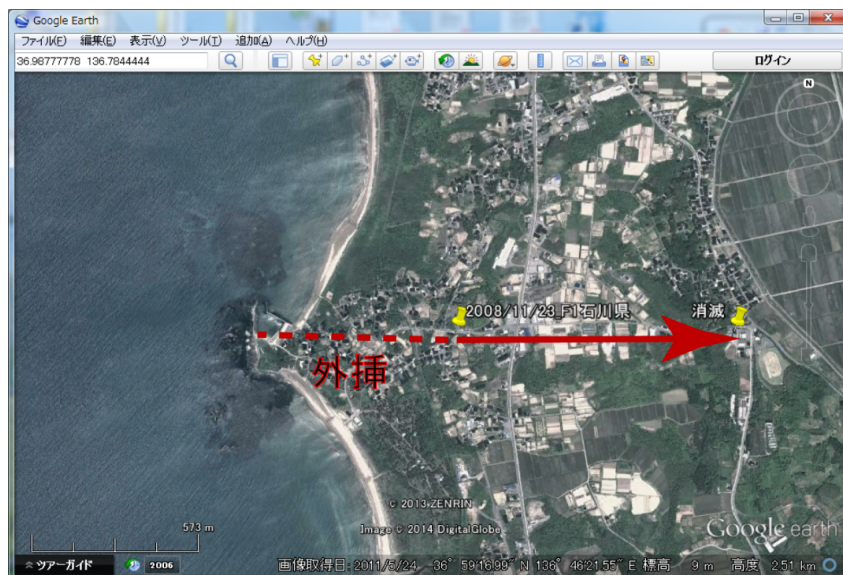 Google Earth
ファイル(F) 編集(E) 表示(V) ツール(T) 追加(A) ヘルプ(H)
36.98777778 136.7844444
ログイン
N
2008/11/23_F1石川県
消滅
外挿
© 2013 ZENRIN
Image © 2014 DigitalGlobe
Google earth
573 m
ツアーガイド
2006
画像取得日: 2011/5/24 36° 59'16.99" N 136° 46'21.55" E 標高 9 m 高度 2.51 km